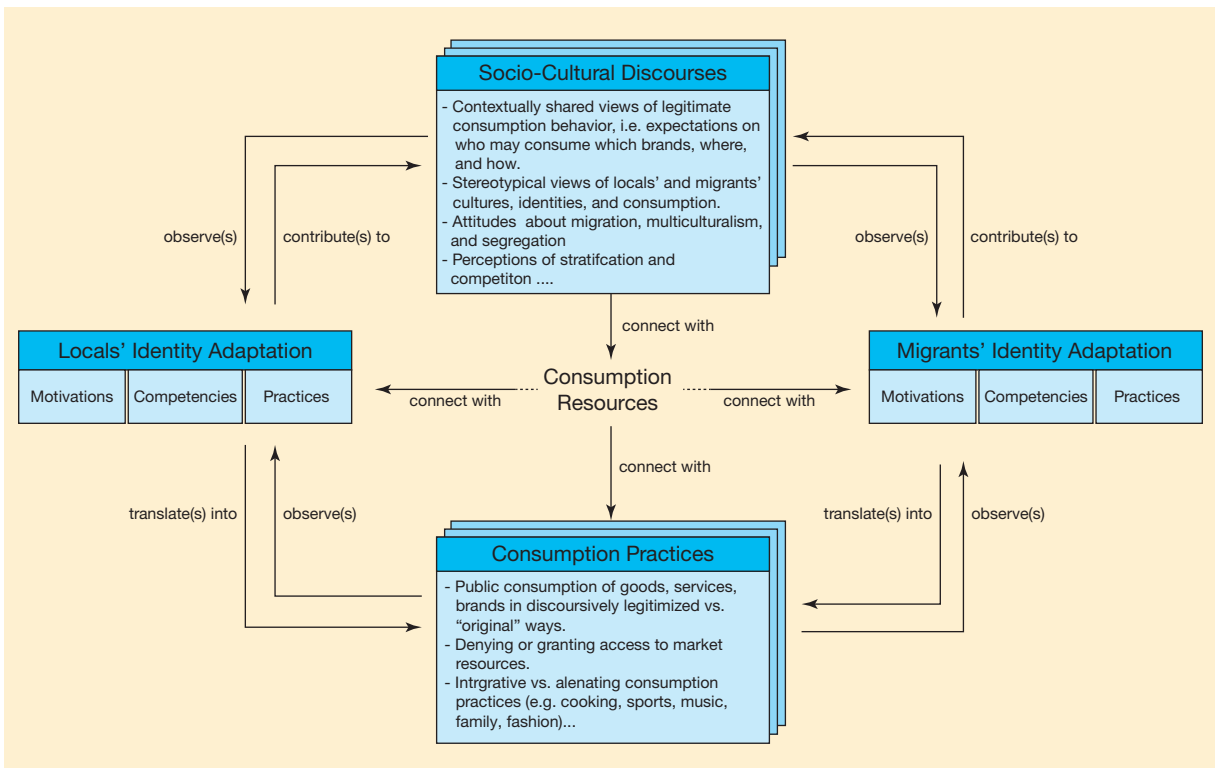 Socio-Cultural Discourses
- Contextually shared views of legitimate
consumption behavior, i.e. expectations on
who may consume which brands, where,
and how.
- Stereotypical views of locals’ and migrants’
cultures, identities, and consumption.
- Attitudes about migration, multiculturalism,
and segregation
- Perceptions of stratifcation and
competiton ....
observe(s)
contribute(s) to
observe(s)
contribute(s) to
connect with
Locals’ Identity Adaptation
Motivations
Competencies
Practices
connect with
Consumption
Resources
connect with
Migrants’ Identity Adaptation
Motivations
Competencies
Practices
connect with
translate(s) into
observe(s)
translate(s) into
observe(s)
Consumption Practices
- Public consumption of goods, services,
brands in discoursively legitimized vs.
“original” ways.
- Denying or granting access to market
resources.
- Intrgrative vs. alenating consumption
practices (e.g. cooking, sports, music,
family, fashion)...